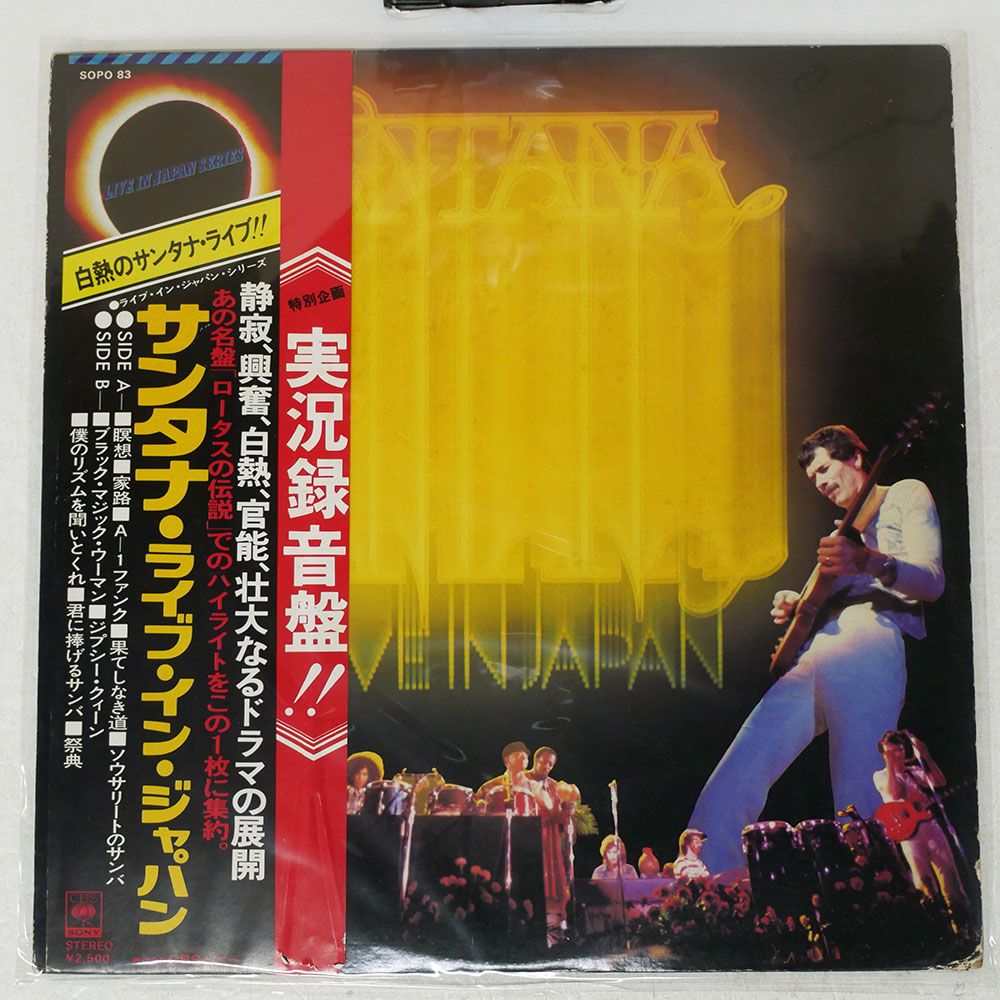 SOPO 83
LIVE IN JAPAN SERIES
白熱のサンタナ・ライブ!!
●ライブ・イン・ジャパン・シリーズ
サンタナ・ライブ・イン・ジャパン
●SIDE A—■瞑想■家路■A—1ファンク■果てしなき道■ソウサリートのサンバ
●SIDE B—■ブラック・マジック・ウーマン■ジプシー・クィーン
■僕のリズムを聞いとくれ■君に捧げるサンバ■祭典
静寂、興奮、白熱、官能、壮大なるドラマの展開
あの名盤「ロータスの伝説」でのハイライトをこの1枚に集約。
特別企画
実況録音盤!!
CBS
SONY
STEREO
¥2,500
NTANA
VE IN JAPAN